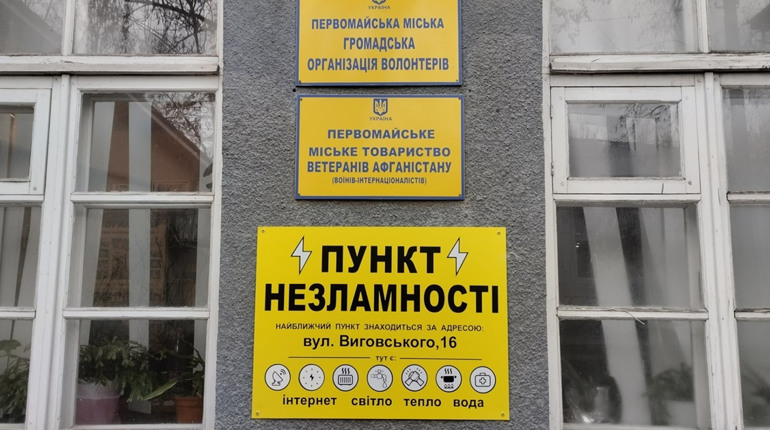 УКРАЇНА
ПЕРВОМАЙСЬКА МІСЬКА
ГРОМАДСЬКА
ОРГАНІЗАЦІЯ ВОЛОНТЕРІВ
УКРАЇНА
ПЕРВОМАЙСЬКЕ
МІСЬКЕ ТОВАРИСТВО
ВЕТЕРАНІВ АФГАНІСТАНУ
(ВОЇНІВ-ІНТЕРНАЦІОНАЛІСТІВ)
ПУНКТ
НЕЗЛАМНОСТІ
НАЙБЛИЖЧИЙ ПУНКТ ЗНАХОДИТЬСЯ ЗА АДРЕСОЮ:
вул. Виговського,16
тут є:
інтернет світло тепло вода